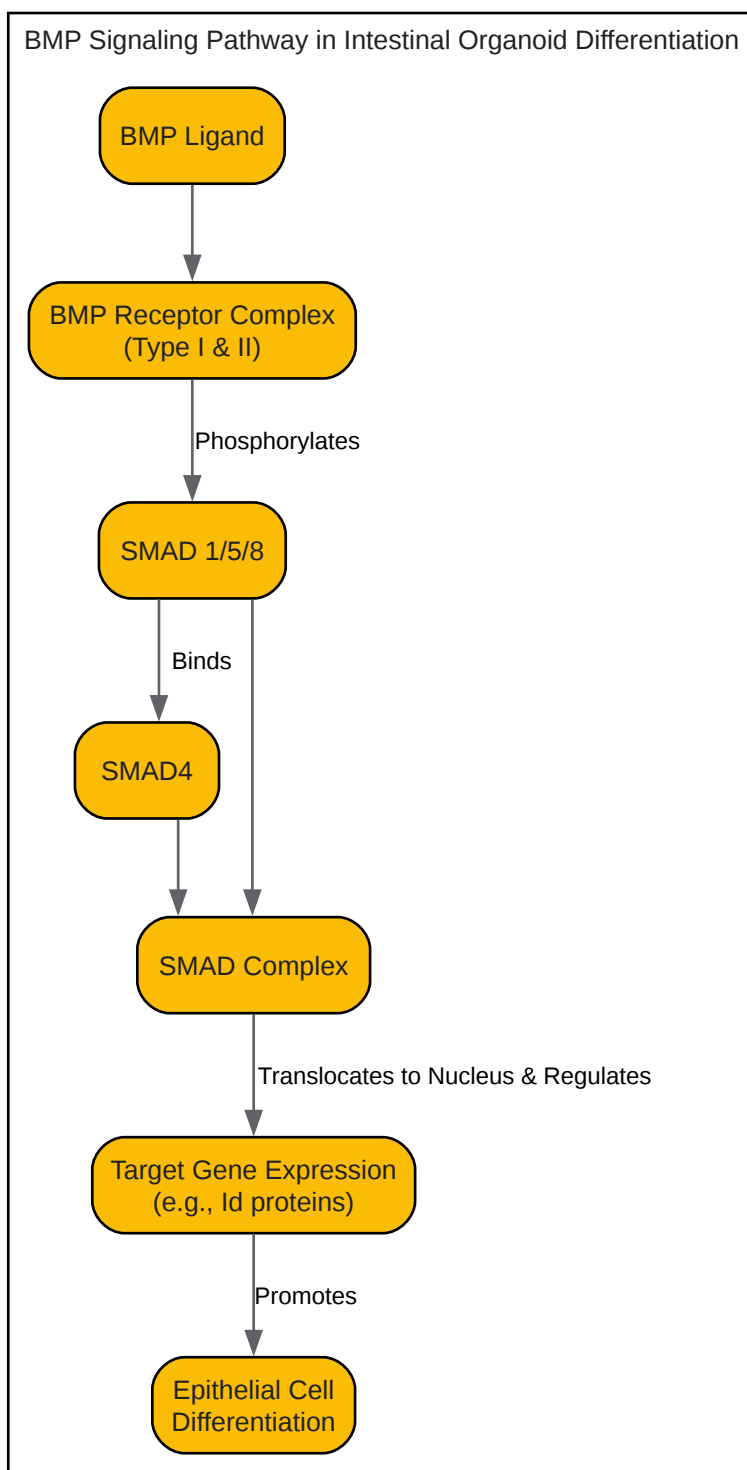 BMP Signaling Pathway in Intestinal Organoid Differentiation
BMP Ligand
BMP Receptor Complex
(Type I & II)
Phosphorylates
SMAD 1/5/8
Binds
SMAD4
SMAD Complex
Translocates to Nucleus & Regulates
Target Gene Expression
(e.g., Id proteins)
Promotes
Epithelial Cell
Differentiation